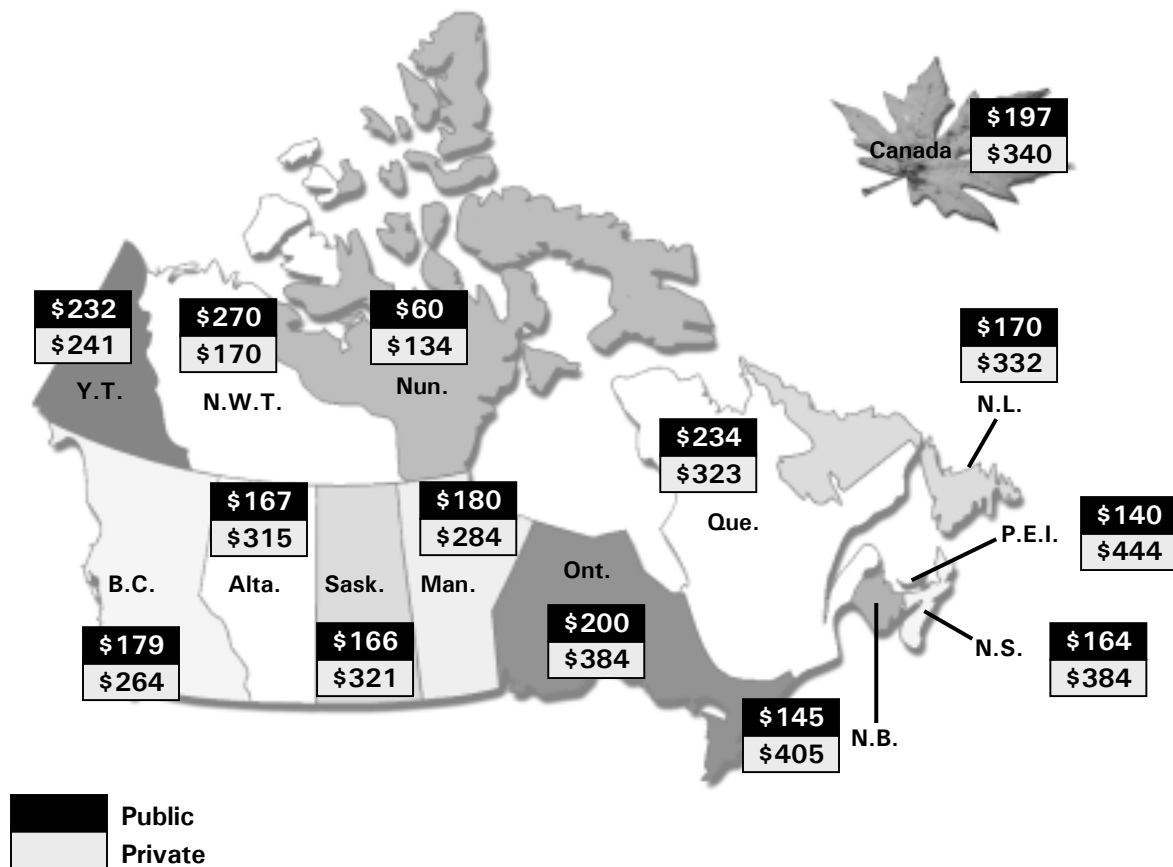 $197
Canada
$340
$232
$241
Y.T.
$270
$170
N.W.T.
$60
$134
Nun.
$170
$332
N.L.
$234
$323
Que.
$167
$315
Alta.
$180
$284
Man.
$140
$444
P.E.I.
B.C.
$179
$264
Sask.
$166
$321
Ont.
$200
$384
N.S.
$164
$384
$145
$405
N.B.
Public
Private